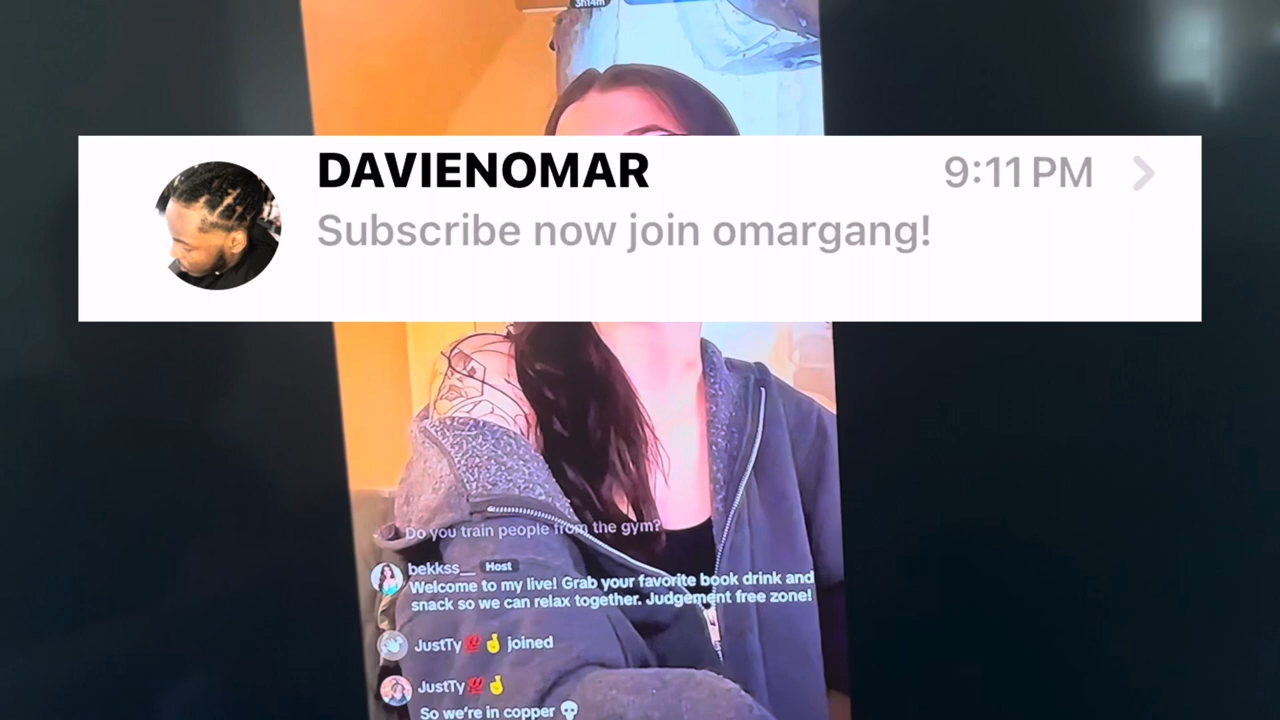 3h14m
DAVIENOMAR
9:11 PM
Subscribe now join omargang!
Do you train people from the gym?
bekkss__ Host
Welcome to my live! Grab your favorite book drink and
snack so we can relax together. Judgement free zone!
JustTy💯🤞 joined
JustTy💯🤞
So we're in copper 💀